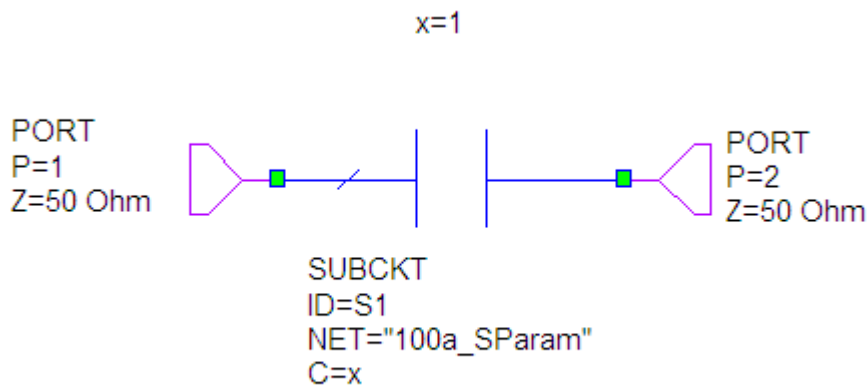 x=1
PORT
P=1
Z=50 Ohm
PORT
P=2
Z=50 Ohm
SUBCKT
ID=S1
NET="100a_SParam"
C=x